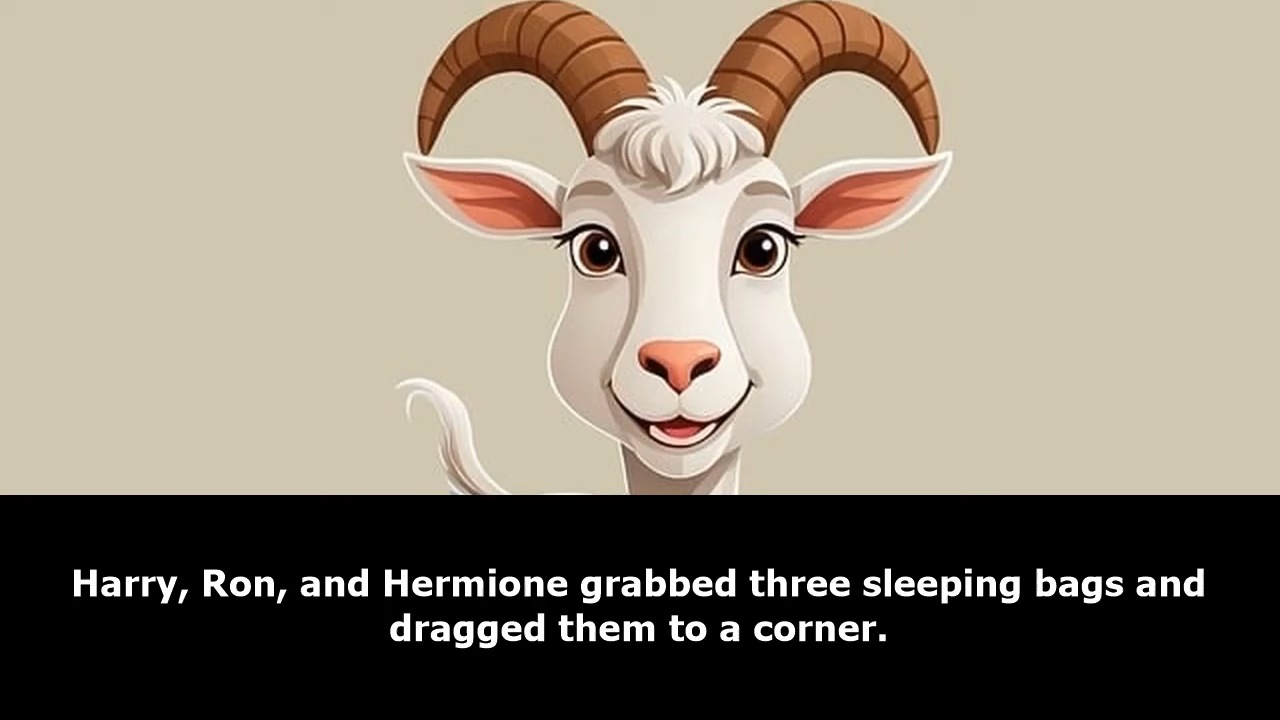 Harry, Ron, and Hermione grabbed three sleeping bags and
dragged them to a corner.